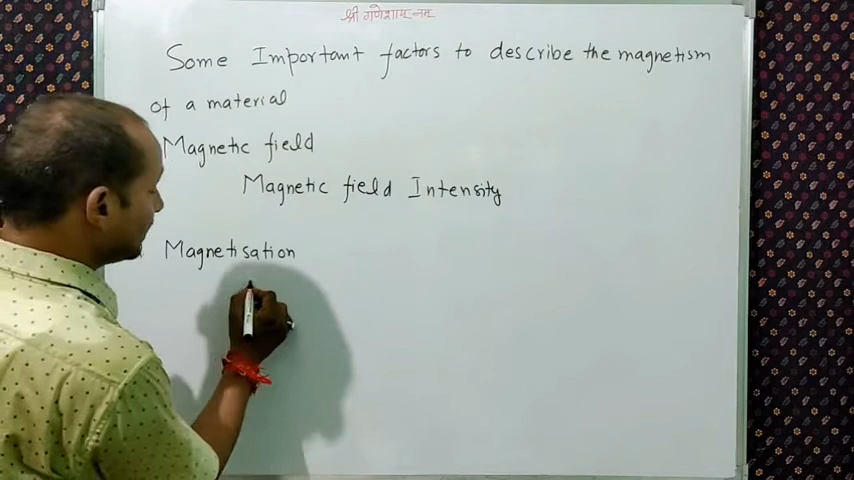 श्री गणेशाय नमः
Some Important factors to describe the magnetism
of a material
Magnetic field
Magnetic field Intensity
Magnetisation